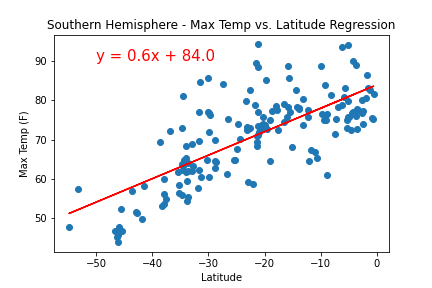 Southern Hemisphere - Max Temp vs. Latitude Regression
y = 0.6x + 84.0
90
80
70
60
50
Max Temp (F)
−50 −40 −30 −20 −10 0
Latitude